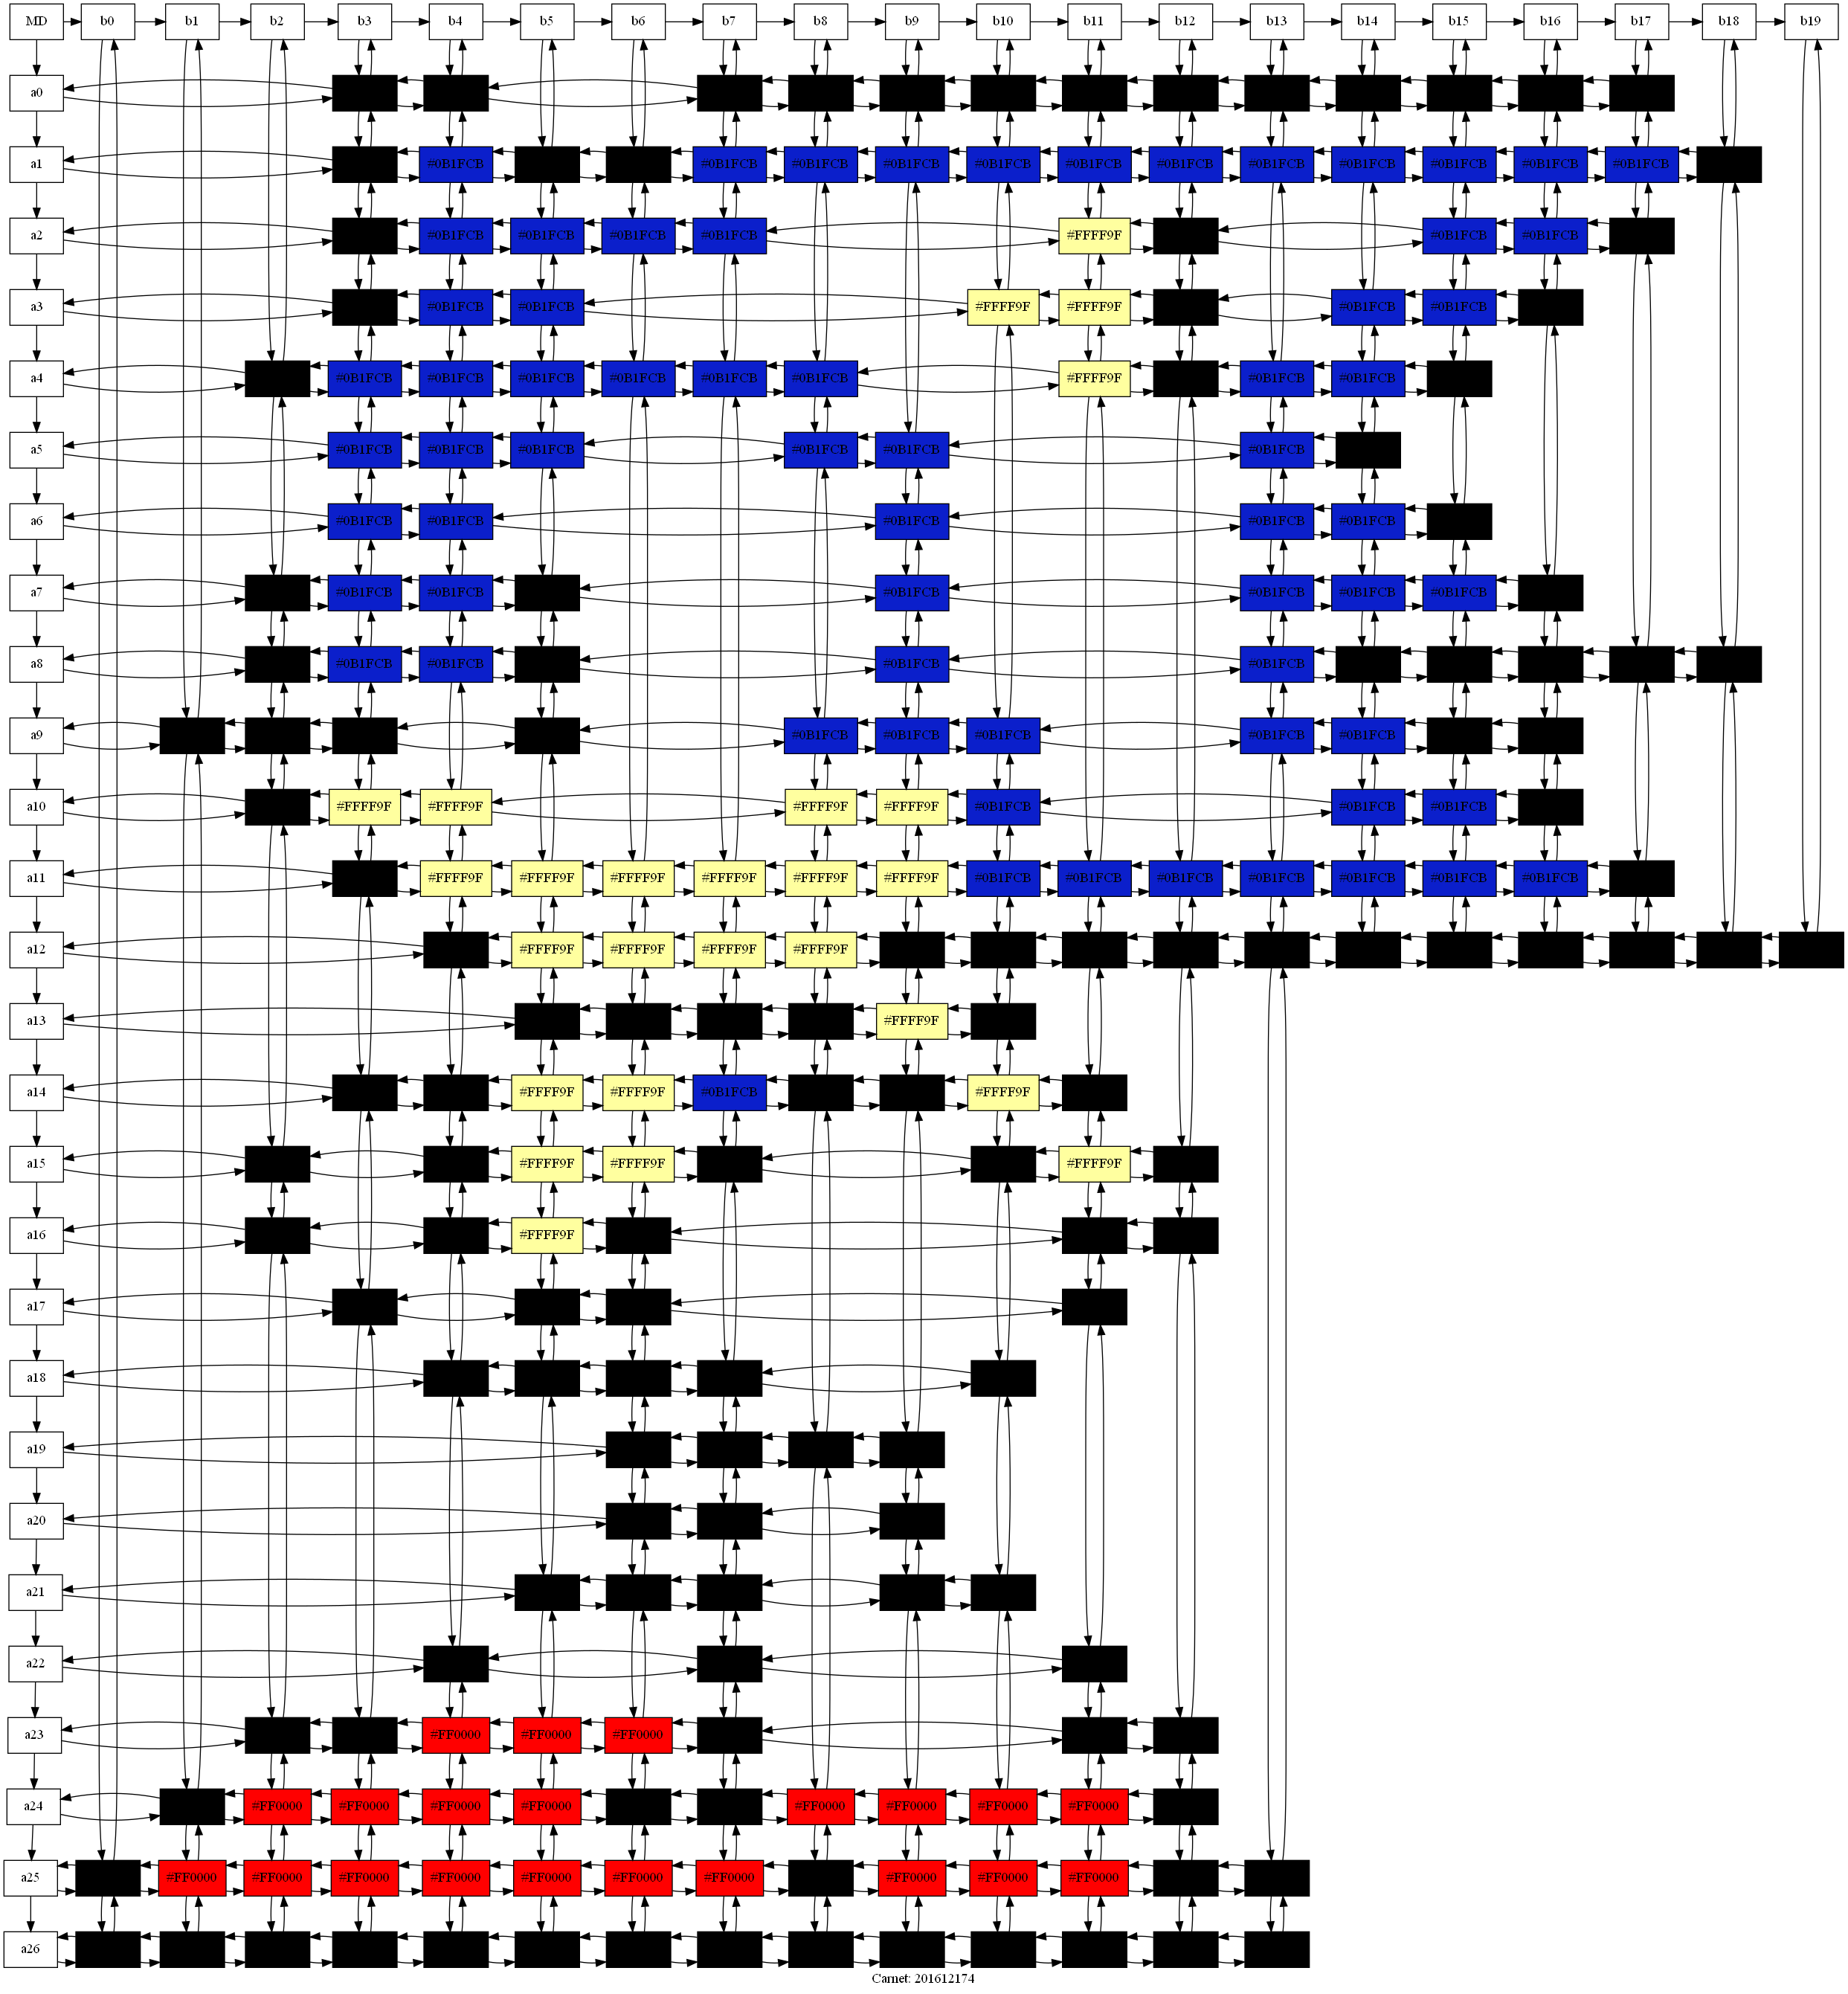 MD b0 b1 b2 b3 b4 b5 b6 b7 b8 b9 b10 b11 b12 b13 b14 b15 b16 b17 b18 b19
a0
a1 #0B1FCB #0B1FCB #0B1FCB #0B1FCB #0B1FCB #0B1FCB #0B1FCB #0B1FCB #0B1FCB #0B1FCB #0B1FCB #0B1FCB
a2 #0B1FCB #0B1FCB #0B1FCB #0B1FCB #FFFF9F #0B1FCB #0B1FCB
a3 #0B1FCB #0B1FCB #FFFF9F #FFFF9F #0B1FCB #0B1FCB
a4 #0B1FCB #0B1FCB #0B1FCB #0B1FCB #0B1FCB #0B1FCB #FFFF9F #0B1FCB #0B1FCB
a5 #0B1FCB #0B1FCB #0B1FCB #0B1FCB #0B1FCB #0B1FCB
a6 #0B1FCB #0B1FCB #0B1FCB #0B1FCB #0B1FCB
a7 #0B1FCB #0B1FCB #0B1FCB #0B1FCB #0B1FCB #0B1FCB
a8 #0B1FCB #0B1FCB #0B1FCB #0B1FCB
a9 #0B1FCB #0B1FCB #0B1FCB #0B1FCB #0B1FCB
a10 #FFFF9F #FFFF9F #FFFF9F #FFFF9F #0B1FCB #0B1FCB #0B1FCB
a11 #FFFF9F #FFFF9F #FFFF9F #FFFF9F #FFFF9F #FFFF9F #0B1FCB #0B1FCB #0B1FCB #0B1FCB #0B1FCB #0B1FCB #0B1FCB
a12 #FFFF9F #FFFF9F #FFFF9F #FFFF9F
a13 #FFFF9F
a14 #FFFF9F #FFFF9F #0B1FCB #FFFF9F
a15 #FFFF9F #FFFF9F #FFFF9F
a16 #FFFF9F
a17
a18
a19
a20
a21
a22
a23 #FF0000 #FF0000 #FF0000
a24 #FF0000 #FF0000 #FF0000 #FF0000 #FF0000 #FF0000 #FF0000 #FF0000
a25 #FF0000 #FF0000 #FF0000 #FF0000 #FF0000 #FF0000 #FF0000 #FF0000 #FF0000 #FF0000
a26
Carnet: 201612174